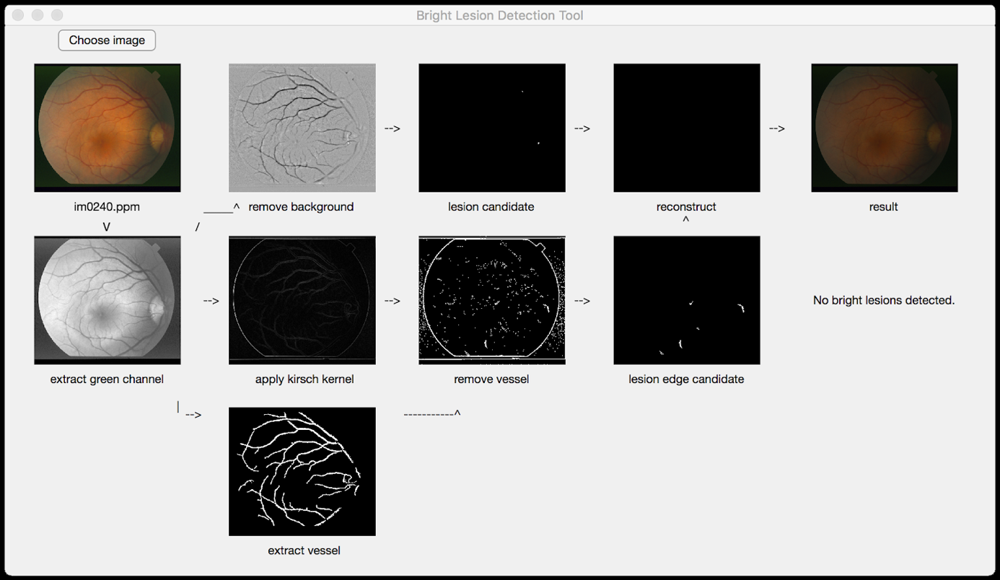 Bright Lesion Detection Tool
Choose image
--> --> -->
im0240.ppm _____^ remove background lesion candidate reconstruct result
V / ^
--> --> --> No bright lesions detected.
extract green channel apply kirsch kernel remove vessel lesion edge candidate
| --> -----------^
extract vessel